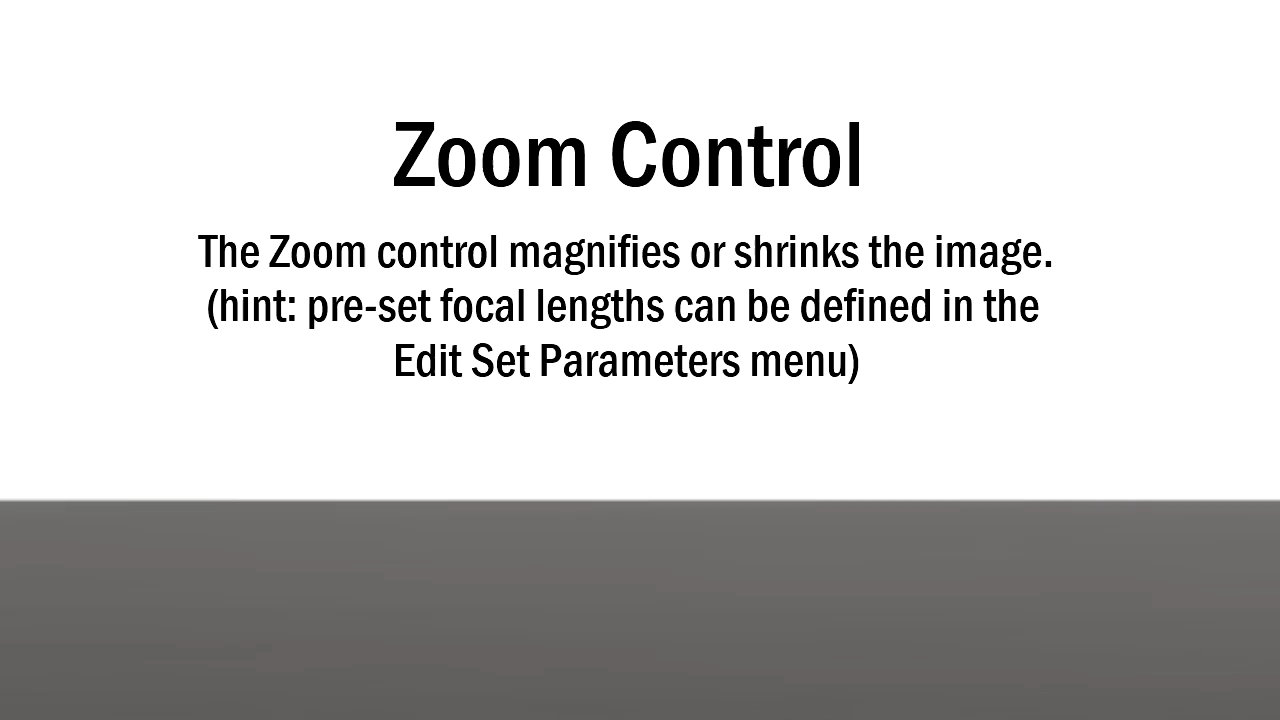 Zoom Control
The Zoom control magnifies or shrinks the image.
(hint: pre-set focal lengths can be defined in the
Edit Set Parameters menu)